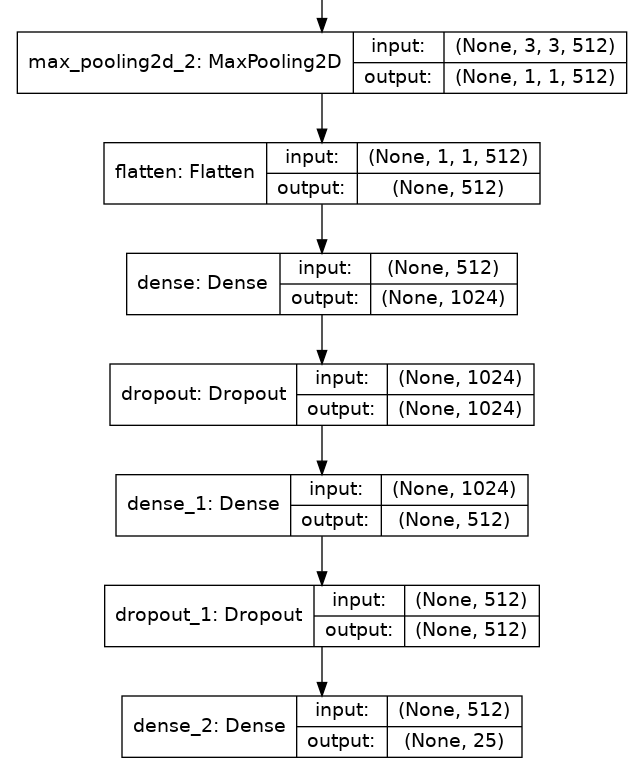 max_pooling2d_2: MaxPooling2D
input: (None, 3, 3, 512)
output: (None, 1, 1, 512)
flatten: Flatten
input: (None, 1, 1, 512)
output: (None, 512)
dense: Dense
input: (None, 512)
output: (None, 1024)
dropout: Dropout
input: (None, 1024)
output: (None, 1024)
dense_1: Dense
input: (None, 1024)
output: (None, 512)
dropout_1: Dropout
input: (None, 512)
output: (None, 512)
dense_2: Dense
input: (None, 512)
output: (None, 25)